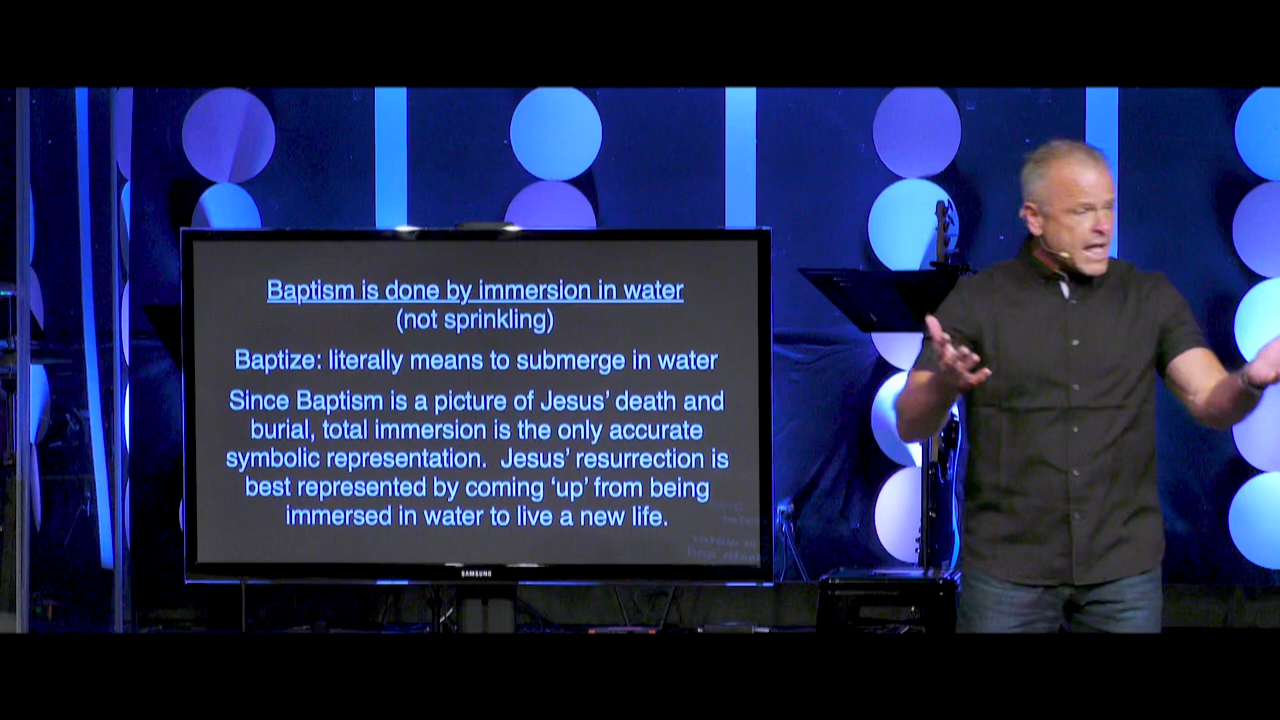 Baptism is done by immersion in water
(not sprinkling)
Baptize: literally means to submerge in water
Since Baptism is a picture of Jesus’ death and
burial, total immersion is the only accurate
symbolic representation.  Jesus’ resurrection is
best represented by coming ‘up’ from being
immersed in water to live a new life.
SAMSUNG